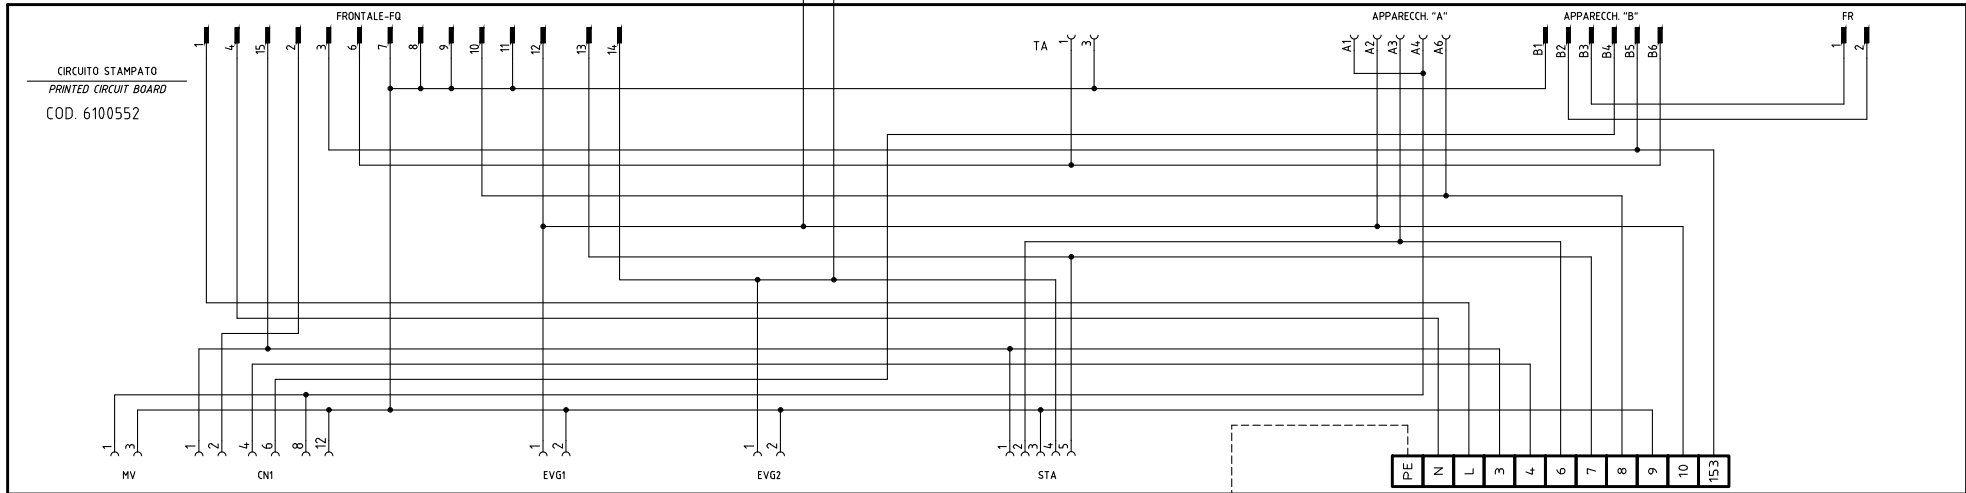 FRONTALE-FQ
APPARECCH. "A"
APPARECCH. "B"
FR
1
4
15
2
3
6
7
8
9
10
11
12
13
14
TA
1
3
A1
A2
A3
A4
A6
B1
B2
B3
B4
B5
B6
1
2
CIRCUITO STAMPATO
PRINTED CIRCUIT BOARD
COD. 6100552
1
3
1
2
4
6
8
12
1
2
1
2
1
2
3
4
5
PE
N
L
3
4
6
7
8
9
10
153
MV
CN1
EVG1
EVG2
STA